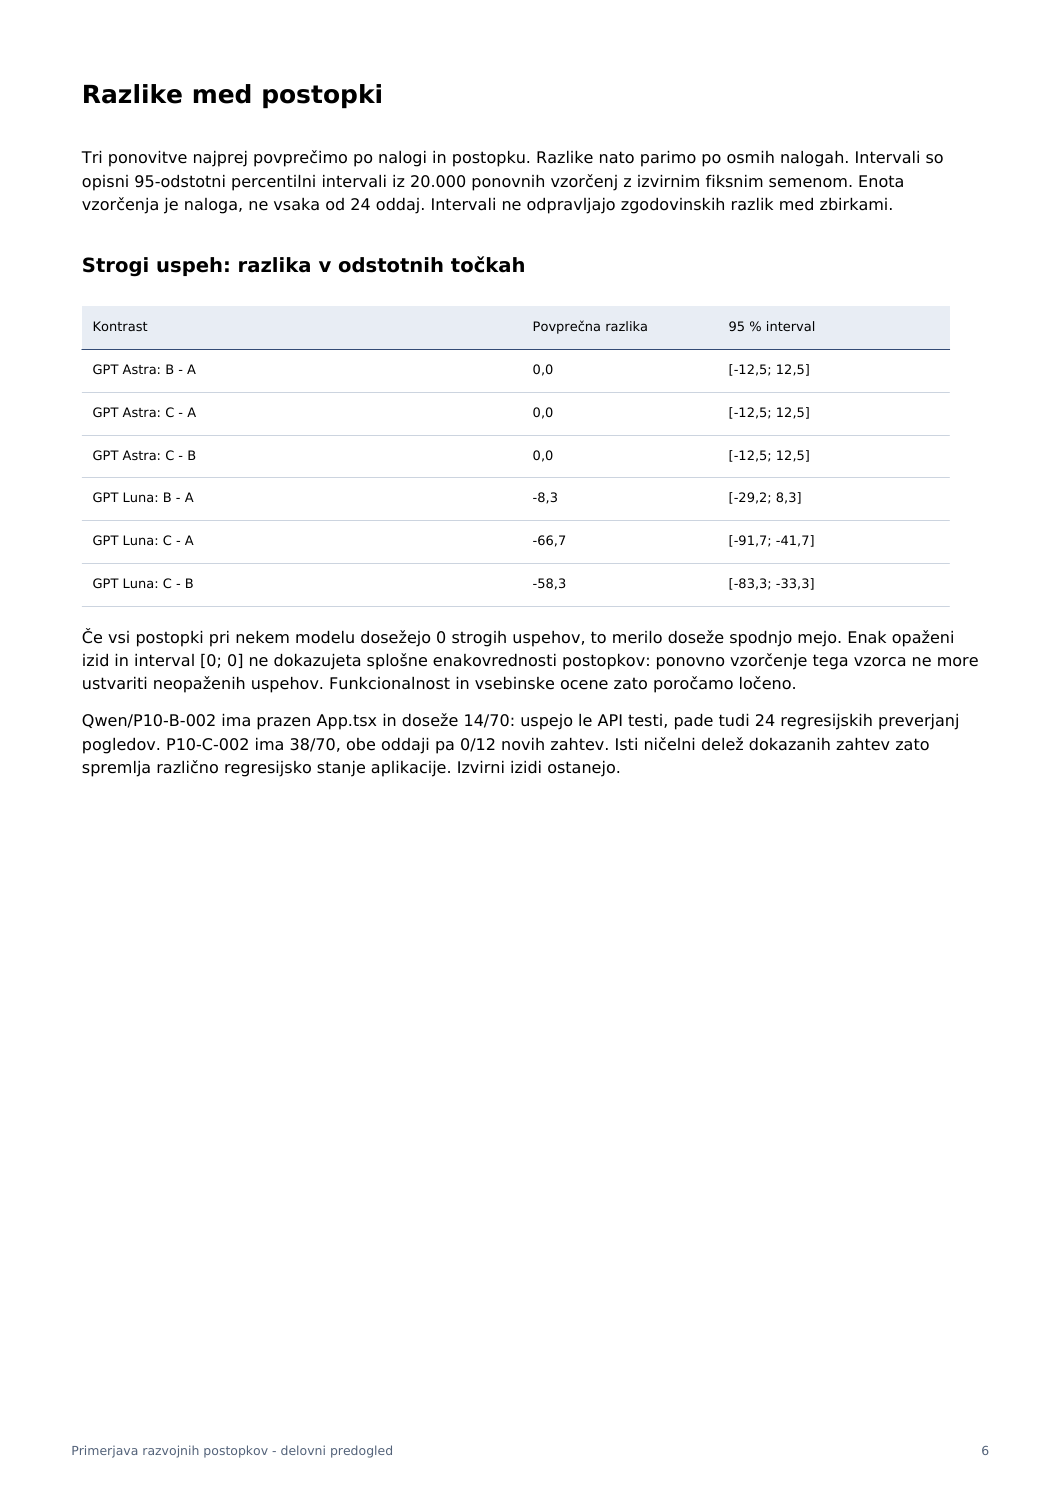 Razlike med postopki
Tri ponovitve najprej povprečimo po nalogi in postopku. Razlike nato parimo po osmih nalogah. Intervali so
opisni 95-odstotni percentilni intervali iz 20.000 ponovnih vzorčenj z izvirnim fiksnim semenom. Enota
vzorčenja je naloga, ne vsaka od 24 oddaj. Intervali ne odpravljajo zgodovinskih razlik med zbirkami.
Strogi uspeh: razlika v odstotnih točkah
Kontrast Povprečna razlika 95 % interval
GPT Astra: B - A 0,0 [-12,5; 12,5]
GPT Astra: C - A 0,0 [-12,5; 12,5]
GPT Astra: C - B 0,0 [-12,5; 12,5]
GPT Luna: B - A -8,3 [-29,2; 8,3]
GPT Luna: C - A -66,7 [-91,7; -41,7]
GPT Luna: C - B -58,3 [-83,3; -33,3]
Če vsi postopki pri nekem modelu dosežejo 0 strogih uspehov, to merilo doseže spodnjo mejo. Enak opaženi
izid in interval [0; 0] ne dokazujeta splošne enakovrednosti postopkov: ponovno vzorčenje tega vzorca ne more
ustvariti neopaženih uspehov. Funkcionalnost in vsebinske ocene zato poročamo ločeno.
Qwen/P10-B-002 ima prazen App.tsx in doseže 14/70: uspejo le API testi, pade tudi 24 regresijskih preverjanj
pogledov. P10-C-002 ima 38/70, obe oddaji pa 0/12 novih zahtev. Isti ničelni delež dokazanih zahtev zato
spremlja različno regresijsko stanje aplikacije. Izvirni izidi ostanejo.
Primerjava razvojnih postopkov - delovni predogled 6